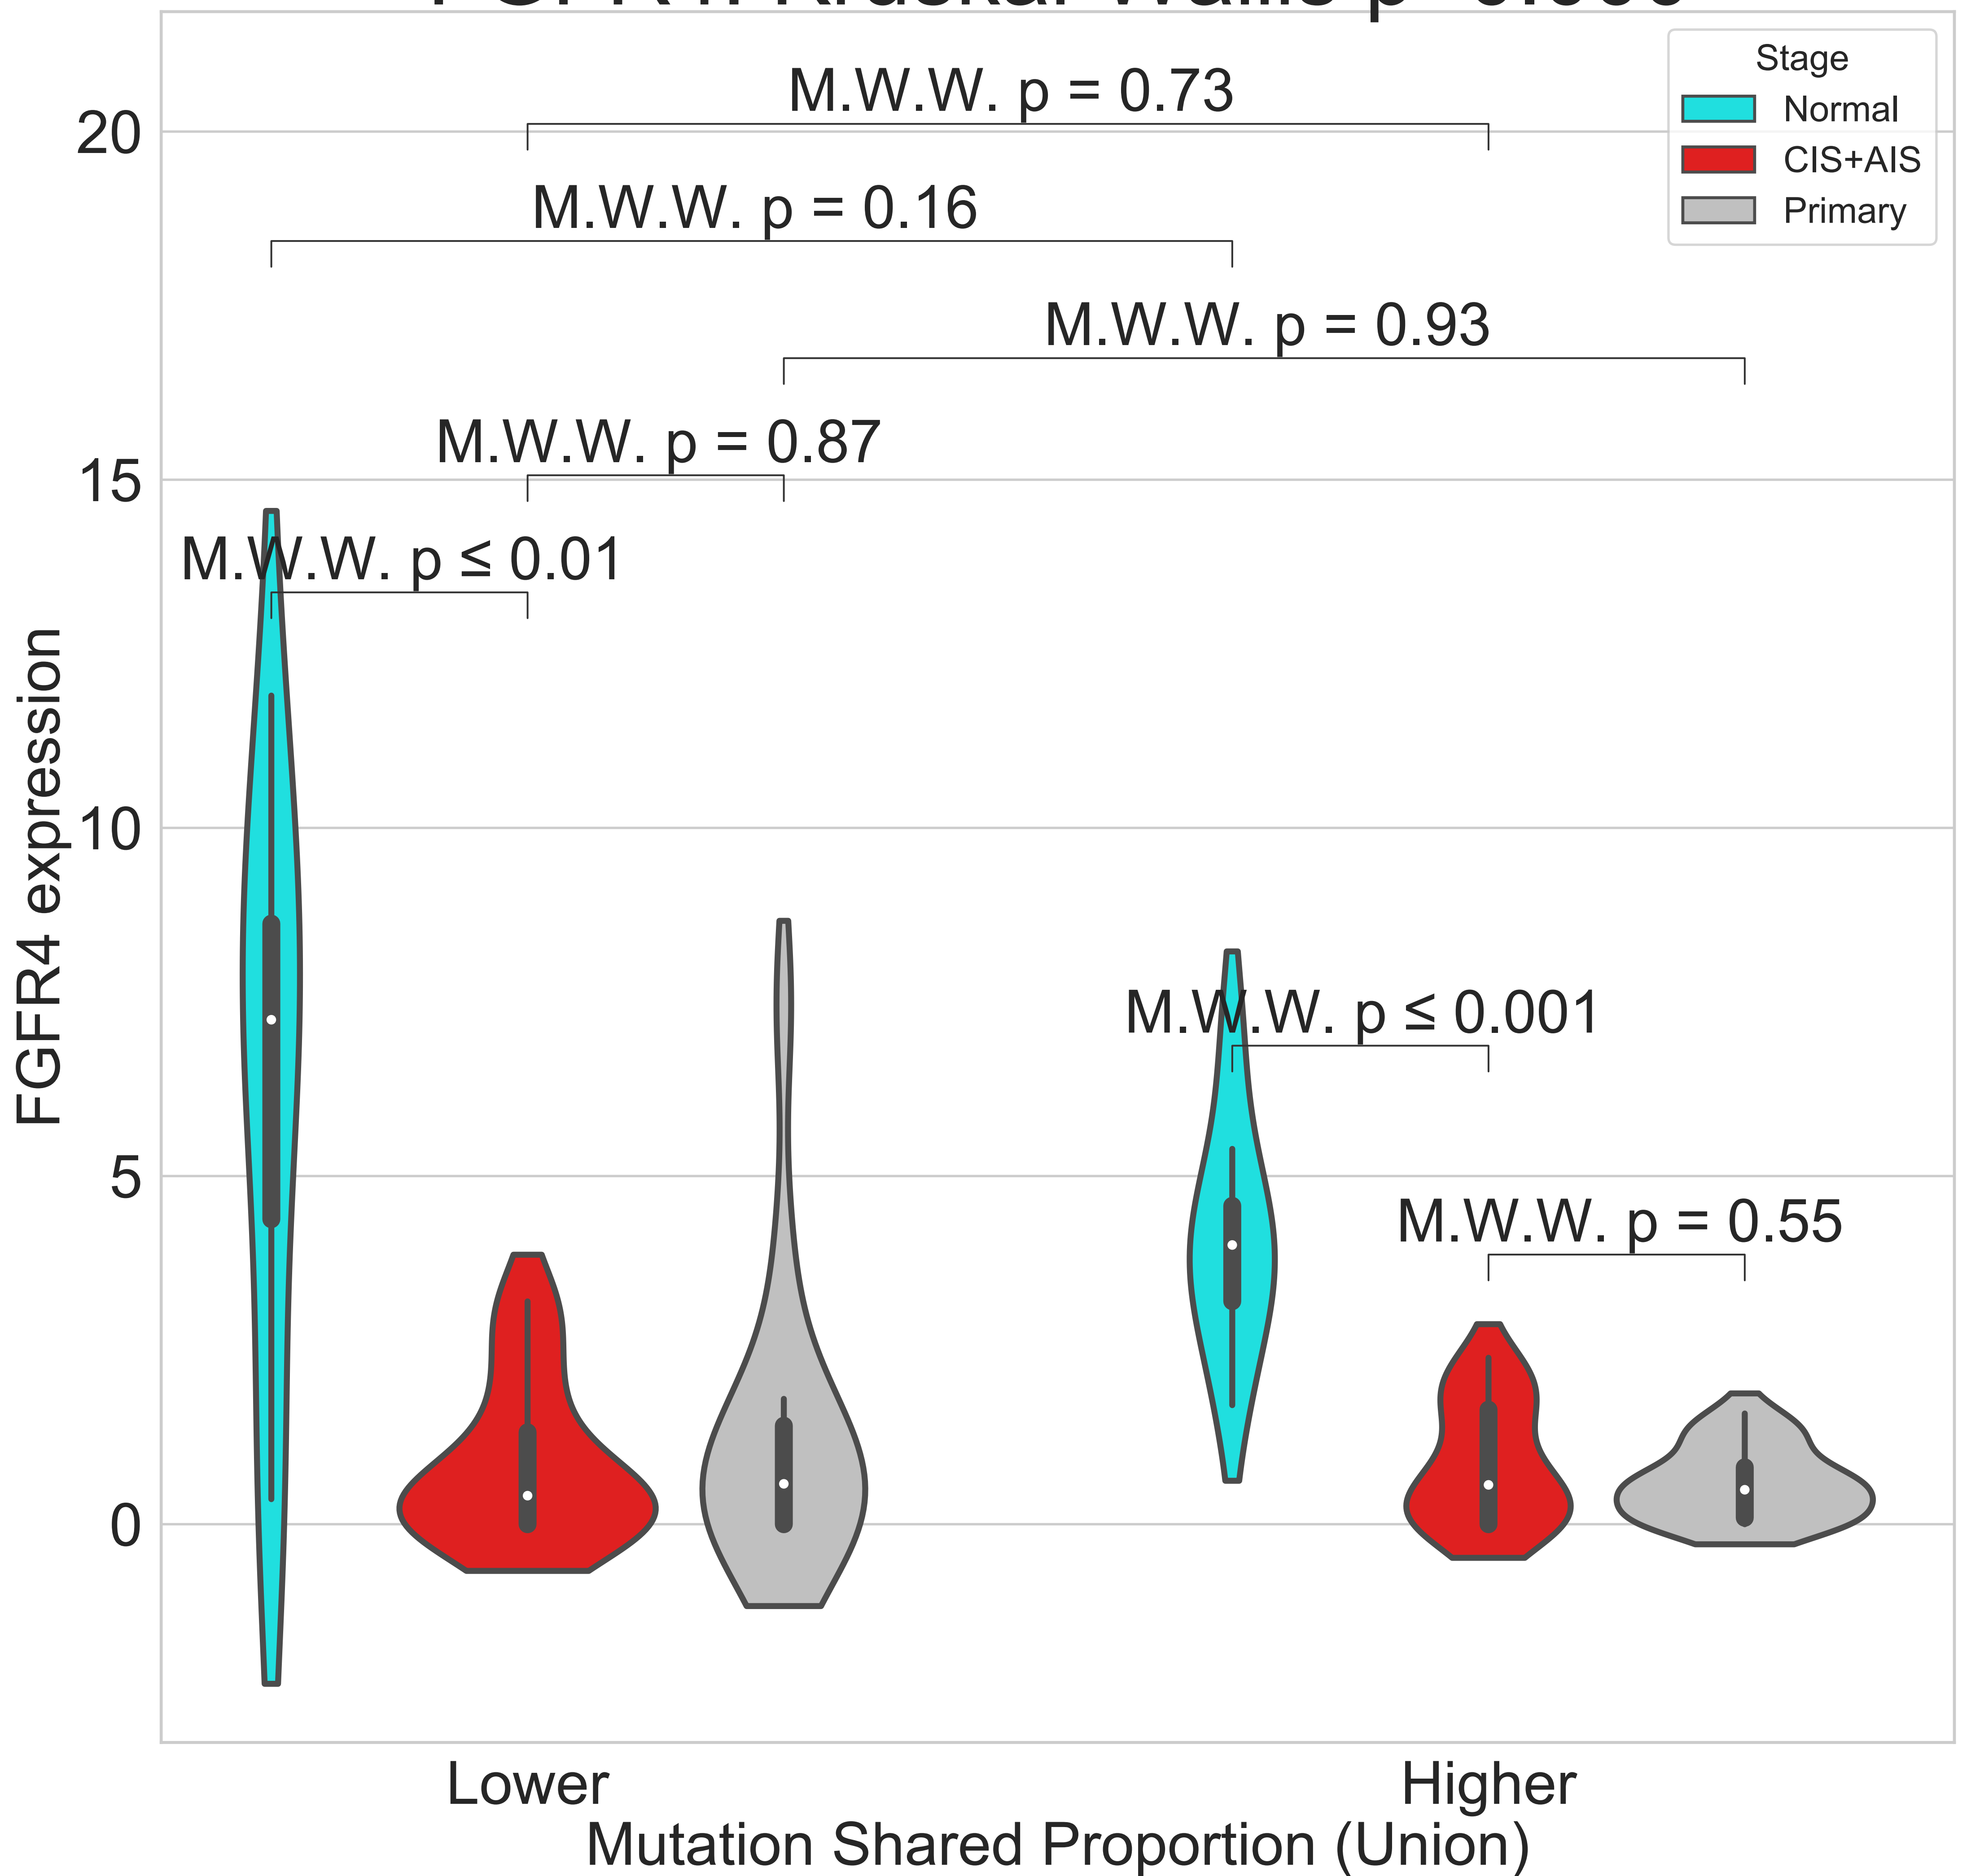 Stage
Normal
CIS+AIS
Primary
M.W.W. p = 0.73
M.W.W. p = 0.16
M.W.W. p = 0.93
M.W.W. p = 0.87
M.W.W. p ≤ 0.01
M.W.W. p ≤ 0.001
M.W.W. p = 0.55
20
15
10
5
0
FGFR4 expression
Lower
Higher
Mutation Shared Proportion (Union)